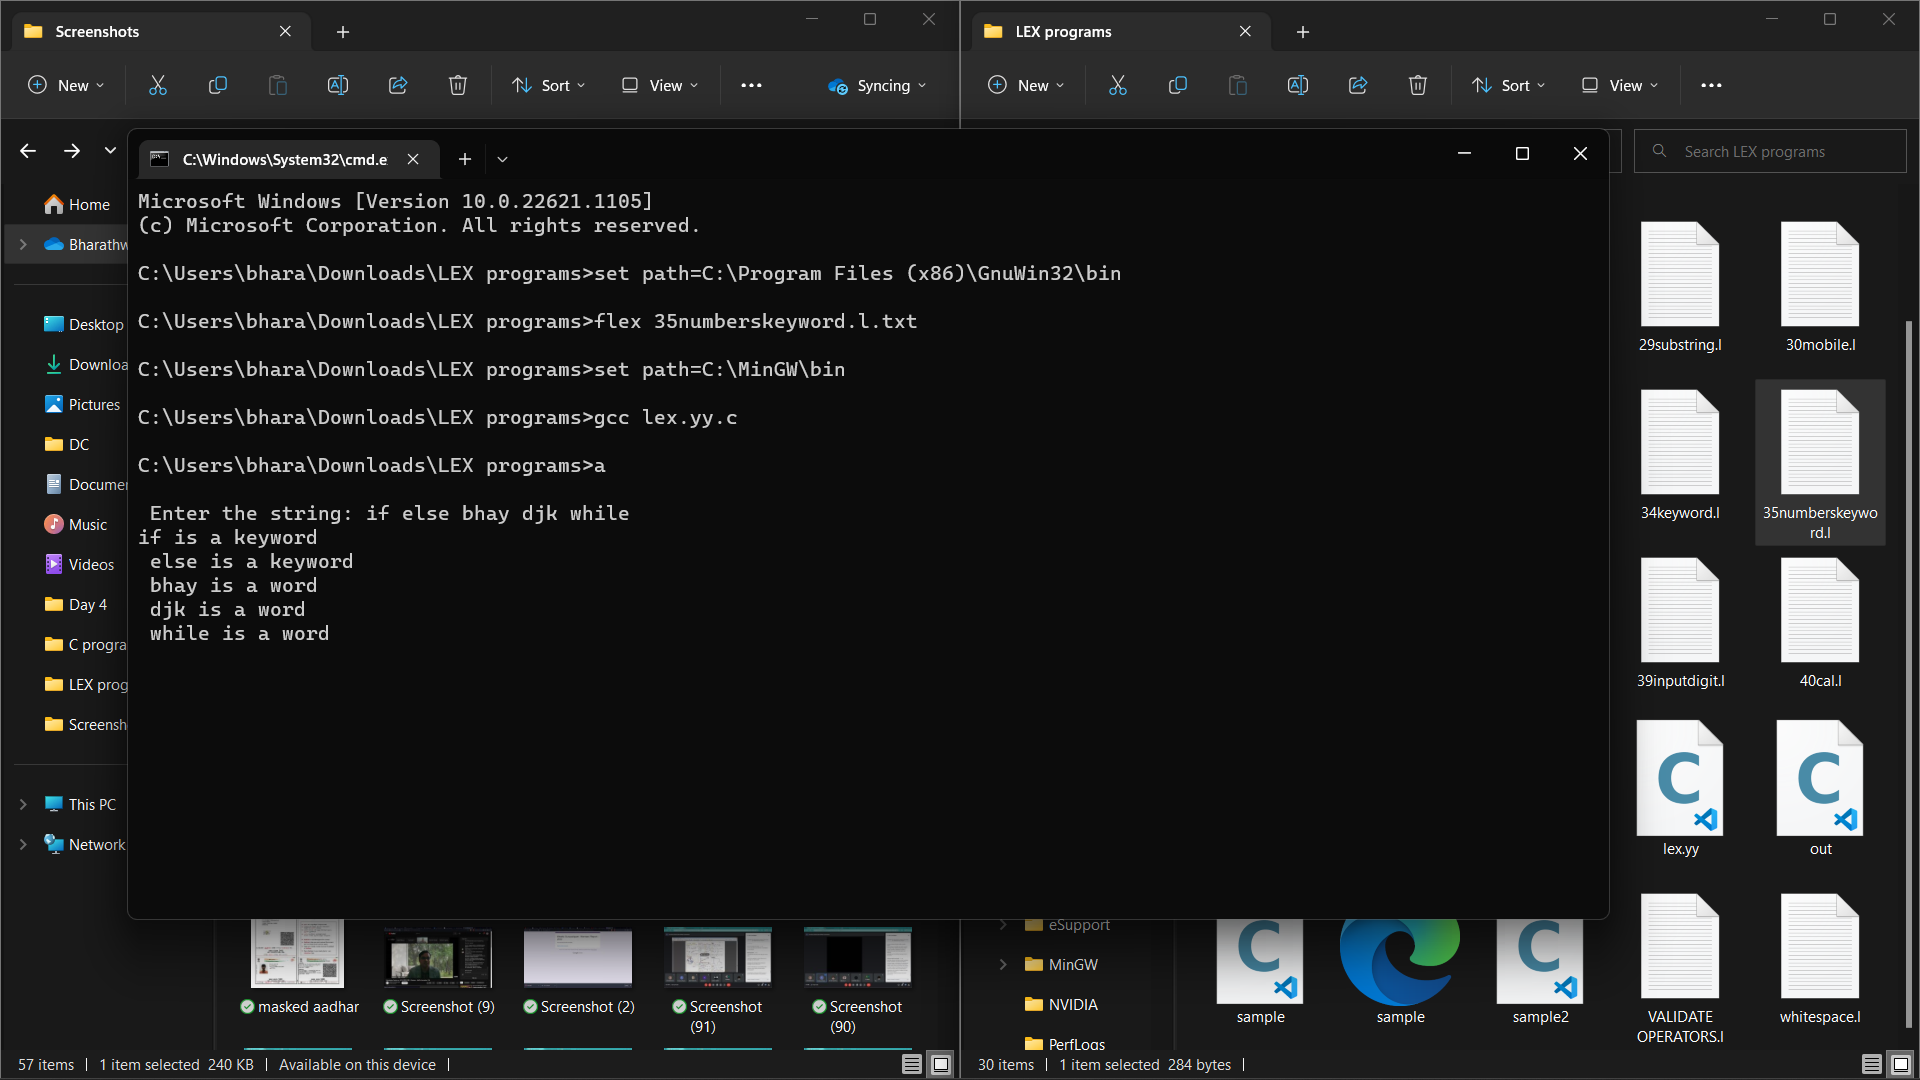 Screenshots
LEX programs
New
Sort
View
Syncing
New
Sort
View
C:\Windows\System32\cmd.e
Search LEX programs
Microsoft Windows [Version 10.0.22621.1105]
(c) Microsoft Corporation. All rights reserved.
C:\Users\bhara\Downloads\LEX programs>set path=C:\Program Files (x86)\GnuWin32\bin
C:\Users\bhara\Downloads\LEX programs>flex 35numberskeyword.l.txt
C:\Users\bhara\Downloads\LEX programs>set path=C:\MinGW\bin
C:\Users\bhara\Downloads\LEX programs>gcc lex.yy.c
C:\Users\bhara\Downloads\LEX programs>a
Enter the string: if else bhay djk while
if is a keyword
else is a keyword
bhay is a word
djk is a word
while is a word
Home
Bharathw
Desktop
Downloa
Pictures
DC
Documen
Music
Videos
Day 4
C progra
LEX prog
Screensh
This PC
Network
29substring.l
30mobile.l
34keyword.l
35numberskeywo
rd.l
39inputdigit.l
40cal.l
lex.yy
out
masked aadhar
Screenshot (9)
Screenshot (2)
Screenshot
(91)
Screenshot
(90)
eSupport
MinGW
NVIDIA
PerfLogs
sample
sample
sample2
VALIDATE
OPERATORS.l
whitespace.l
57 items
1 item selected 240 KB
Available on this device
30 items
1 item selected 284 bytes